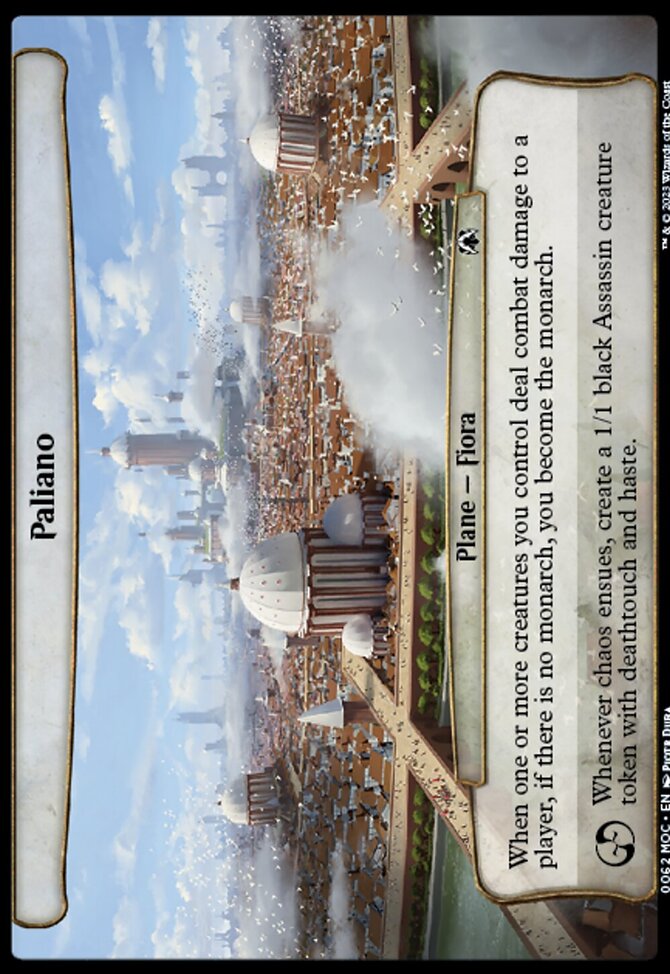 Paliano
Plane — Fiora
When one or more creatures you control deal combat damage to a
player, if there is no monarch, you become the monarch.
Whenever chaos ensues, create a 1/1 black Assassin creature
token with deathtouch and haste.
0062 MOC • EN Piotr Dura
™ & © 2023 Wizards of the Coast